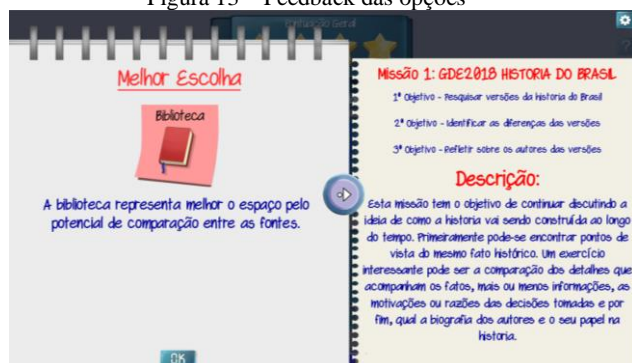 Figura 13 – Feedback das opções
Pontuação Geral
Melhor Escolha
Biblioteca
A biblioteca representa melhor o espaço pelo
potencial de comparação entre as fontes.
OK
Missão 1: GDE2018 HISTORIA DO BRASIL
1º Objetivo - Pesquisar versões da historia do Brasil
2º Objetivo - Identificar as diferenças das versões
3º Objetivo - Refletir sobre os autores das versões
Descrição:
Esta missão tem o objetivo de continuar discutindo a
ideia de como a historia vai sendo construída ao longo
do tempo. Primeiramente pode-se encontrar pontos de
vista do mesmo fato histórico. Um exercício
interessante pode ser a comparação dos detalhes que
acompanham os fatos, mais ou menos informações, as
motivações ou razões das decisões tomadas e por
fim, qual a biografia dos autores e o seu papel na
historia.